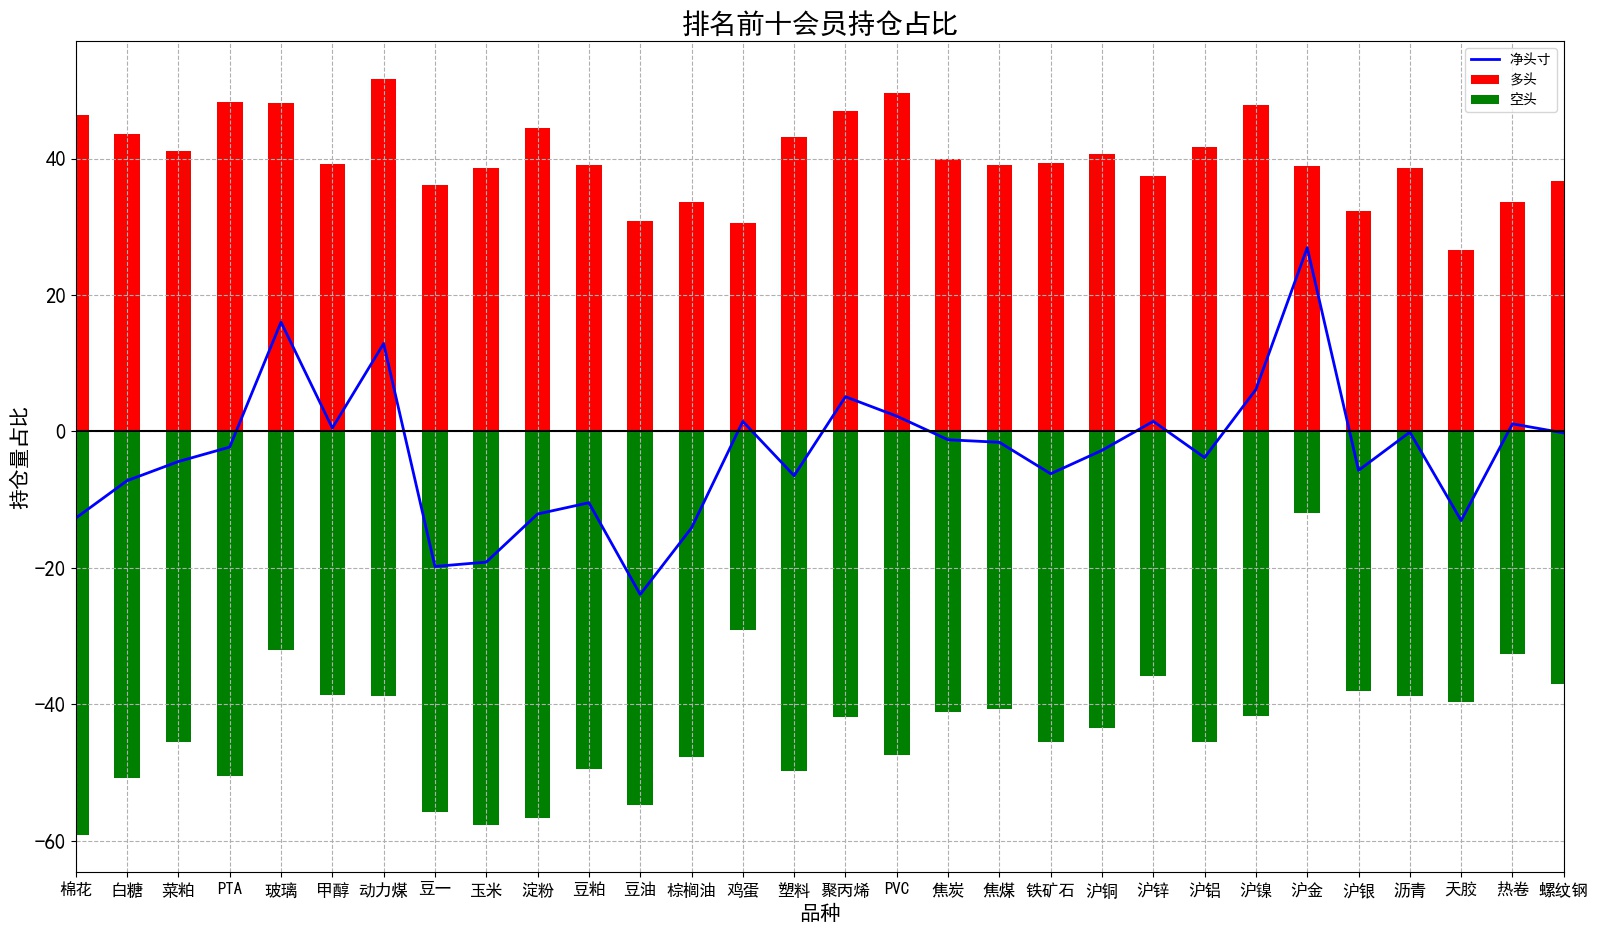 排名前十会员持仓占比
净头寸
多头
空头
持仓量占比
40
20
0
−20
−40
−60
棉花 白糖 菜粕 PTA 玻璃 甲醇 动力煤 豆一 玉米 淀粉 豆粕 豆油 棕榈油 鸡蛋 塑料 聚丙烯 PVC 焦炭 焦煤 铁矿石 沪铜 沪锌 沪铝 沪镍 沪金 沪银 沥青 天胶 热卷 螺纹钢
品种